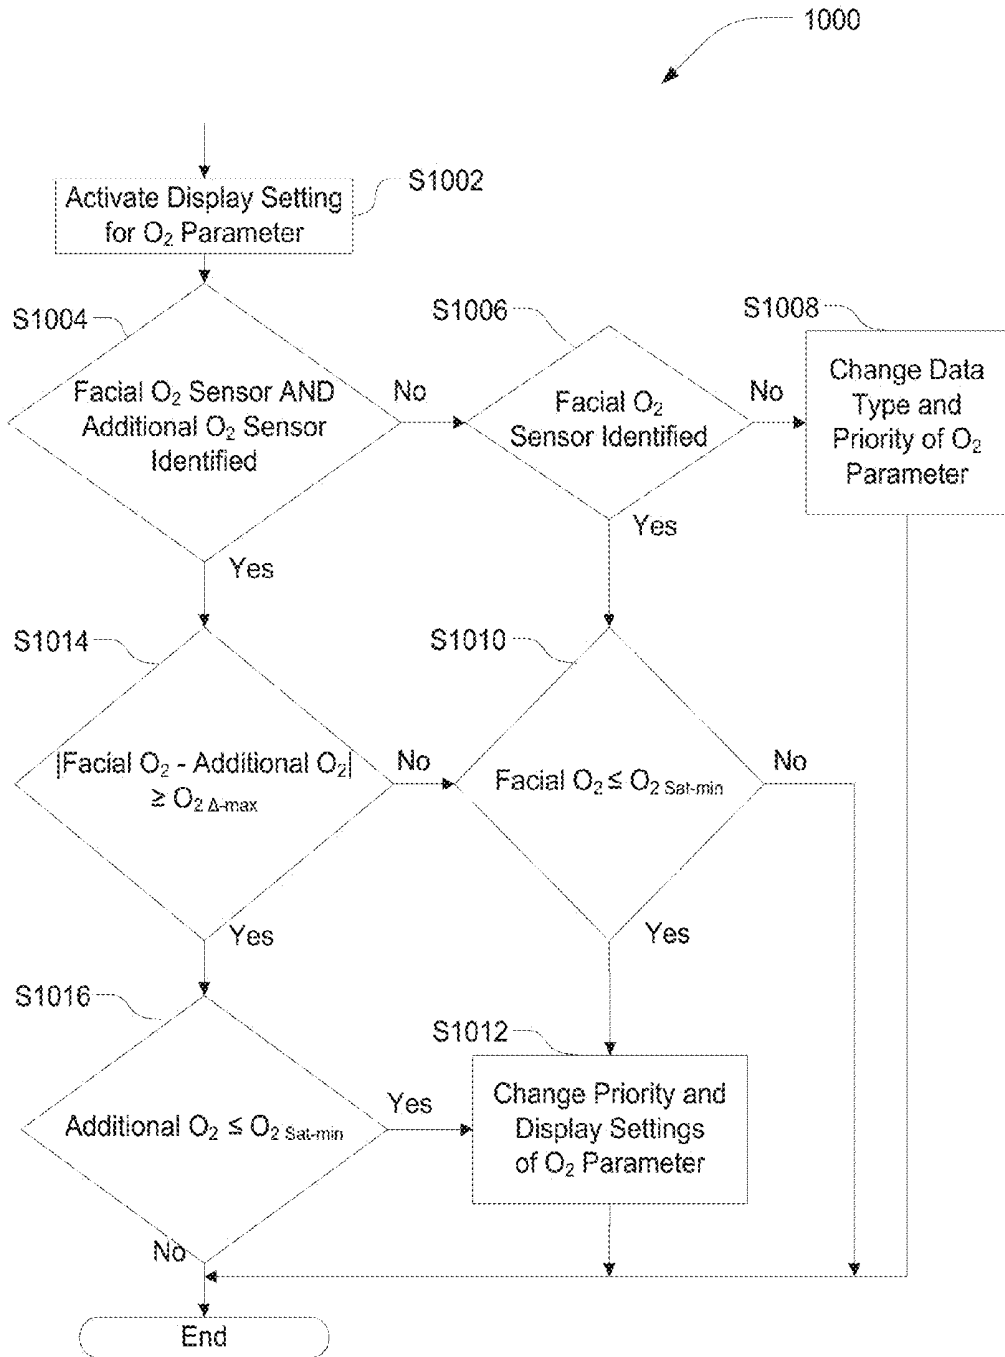 1000
S1002
Activate Display Setting
for O₂ Parameter
S1004
Facial O₂ Sensor AND
Additional O₂ Sensor
Identified
No
Yes
S1006
Facial O₂
Sensor Identified
No
Yes
S1008
Change Data
Type and
Priority of O₂
Parameter
S1014
|Facial O₂ - Additional O₂|
≥ O₂ Δ-max
No
Yes
S1010
Facial O₂ ≤ O₂ Sat-min
No
Yes
S1016
Additional O₂ ≤ O₂ Sat-min
Yes
No
S1012
Change Priority and
Display Settings
of O₂ Parameter
End